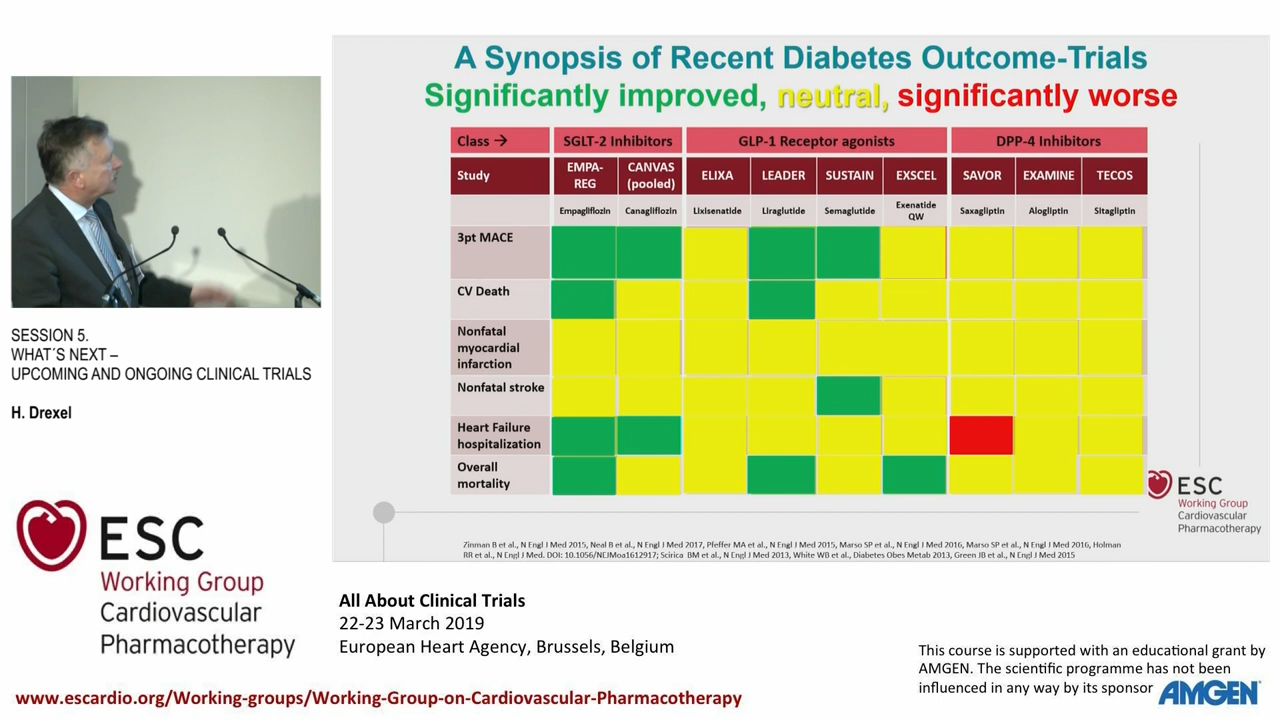 A Synopsis of Recent Diabetes Outcome-Trials
Significantly improved, neutral, significantly worse
Class → SGLT-2 Inhibitors GLP-1 Receptor agonists DPP-4 Inhibitors
Study EMPA-REG CANVAS (pooled) ELIXA LEADER SUSTAIN EXSCEL SAVOR EXAMINE TECOS
Empagliflozin Canagliflozin Lixisenatide Liraglutide Semaglutide Exenatide QW Saxagliptin Alogliptin Sitagliptin
3pt MACE
CV Death
Nonfatal
myocardial
infarction
Nonfatal stroke
Heart Failure
hospitalization
Overall
mortality
ESC
Working Group
Cardiovascular
Pharmacotherapy
Zinman B et al., N Engl J Med 2015, Neal B et al., N Engl J Med 2017, Pfeffer MA et al., N Engl J Med 2015, Marso SP et al., N Engl J Med 2016, Marso SP et al., N Engl J Med 2016, Holman
RR et al., N Engl J Med. DOI: 10.1056/NEJMoa1612917; Scirica BM et al., N Engl J Med 2013, White WB et al., Diabetes Obes Metab 2013, Green JB et al., N Engl J Med 2015
SESSION 5.
WHAT´S NEXT –
UPCOMING AND ONGOING CLINICAL TRIALS
H. Drexel
ESC
Working Group
Cardiovascular
Pharmacotherapy
All About Clinical Trials
22-23 March 2019
European Heart Agency, Brussels, Belgium
This course is supported with an educational grant by
AMGEN. The scientific programme has not been
influenced in any way by its sponsor AMGEN
www.escardio.org/Working-groups/Working-Group-on-Cardiovascular-Pharmacotherapy